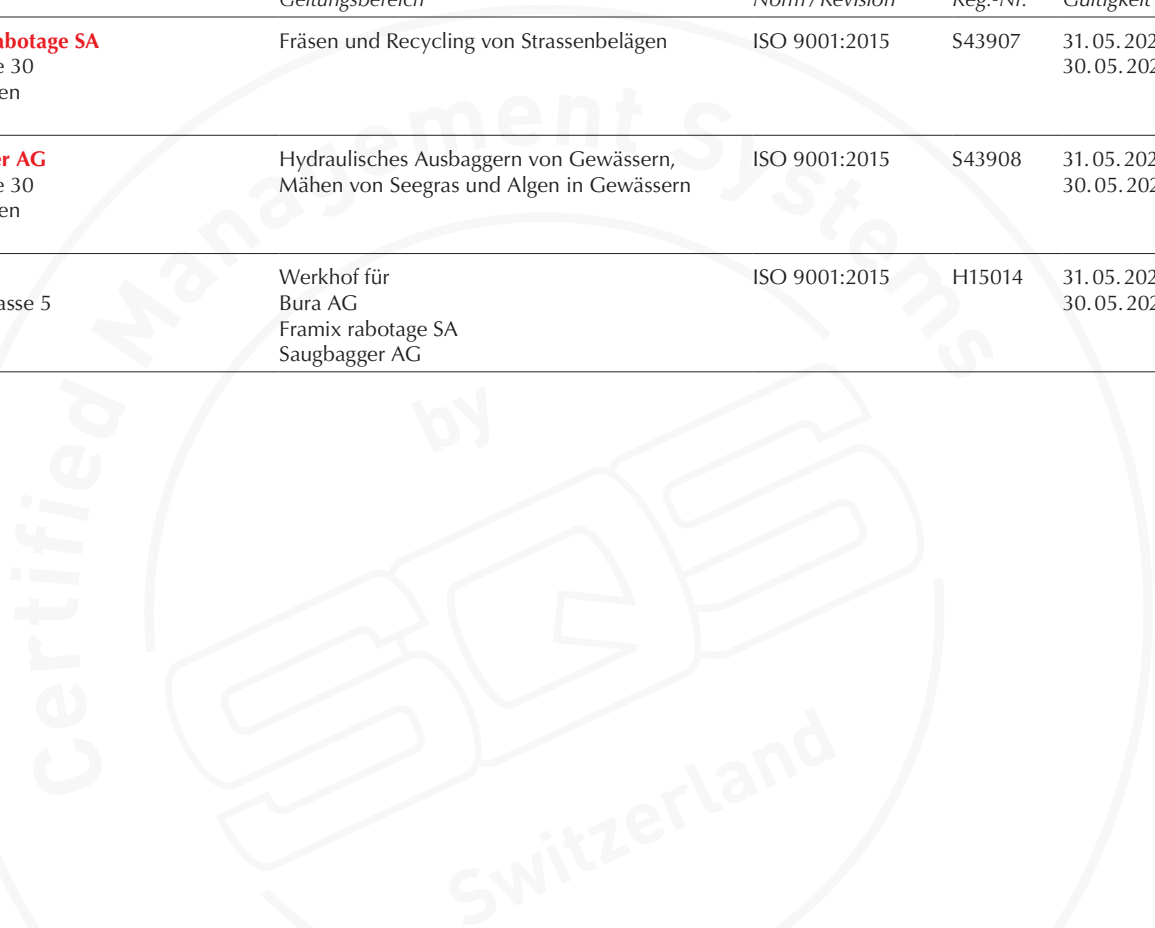 Geltungsbereich Norm / Revision Reg.-Nr. Gültigkeit
abotage SA Fräsen und Recycling von Strassenbelägen ISO 9001:2015 S43907 31.05.202
e 30 30.05.202
en
er AG Hydraulisches Ausbaggern von Gewässern, ISO 9001:2015 S43908 31.05.202
e 30 Mähen von Seegras und Algen in Gewässern 30.05.202
en
Werkhof für ISO 9001:2015 H15014 31.05.202
asse 5 Bura AG 30.05.202
Framix rabotage SA
Saugbagger AG
Certified Management Systems
by
SQS
Switzerland